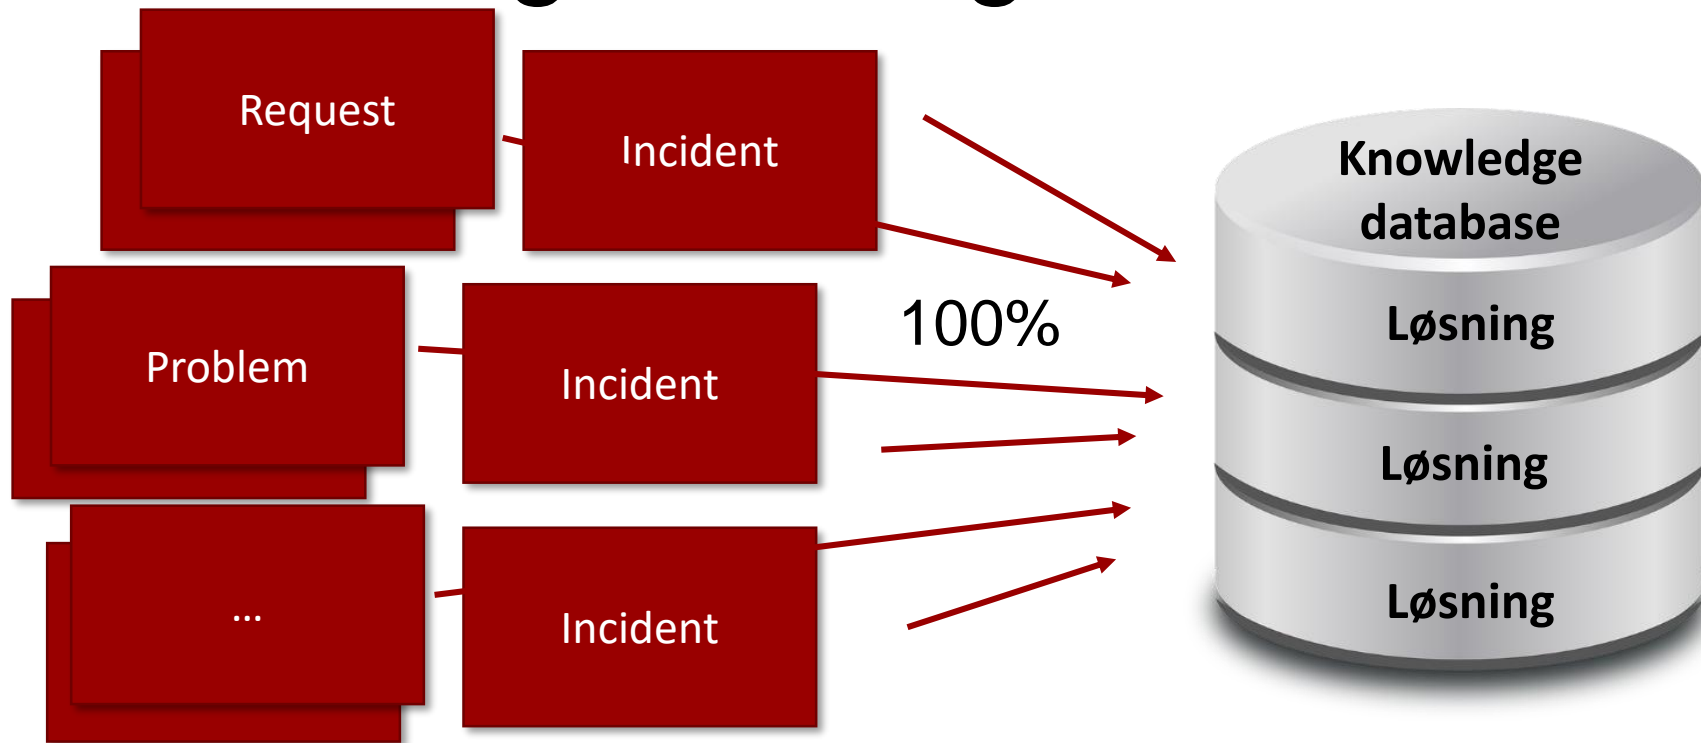 Request
Incident
Knowledge
database
100%
Løsning
Problem
Incident
Løsning
...
Incident
Løsning